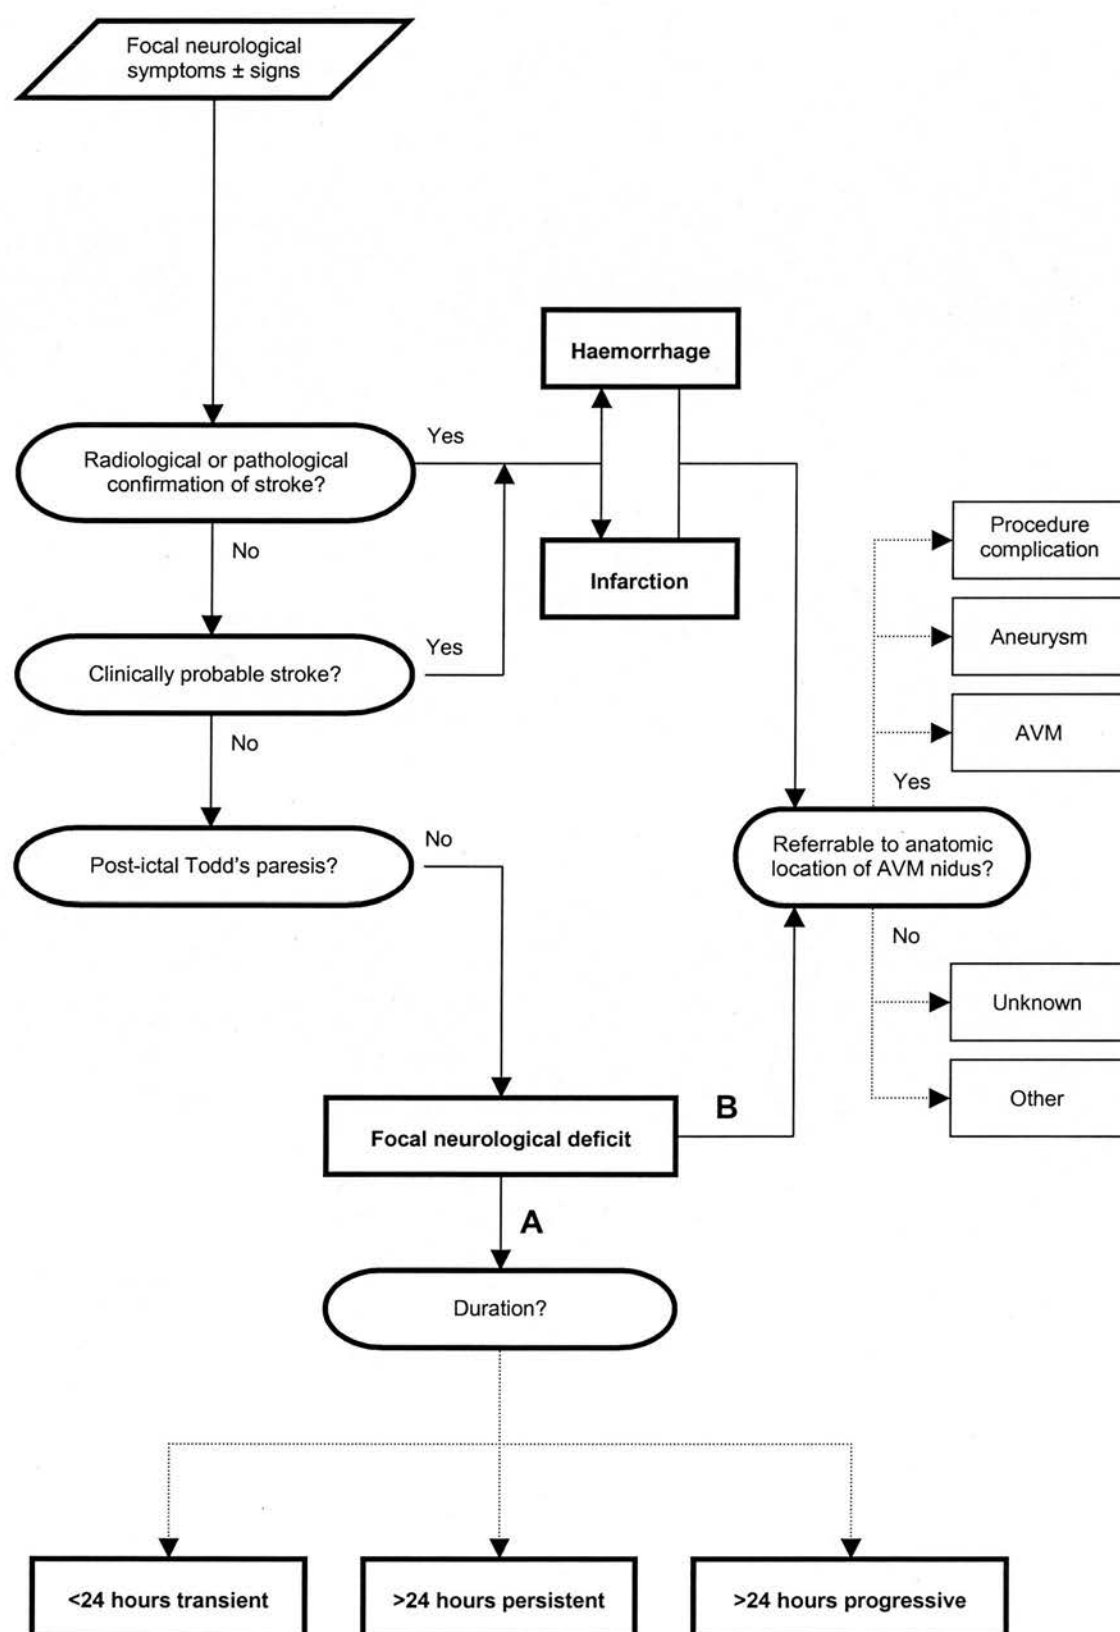 Focal neurological
symptoms ± signs
Haemorrhage
Yes
Radiological or pathological
confirmation of stroke?
No
Infarction
Procedure
complication
Aneurysm
Yes
Clinically probable stroke?
No
AVM
Yes
No
Post-ictal Todd's paresis?
Referrable to anatomic
location of AVM nidus?
No
Unknown
Other
B
Focal neurological deficit
A
Duration?
<24 hours transient
>24 hours persistent
>24 hours progressive